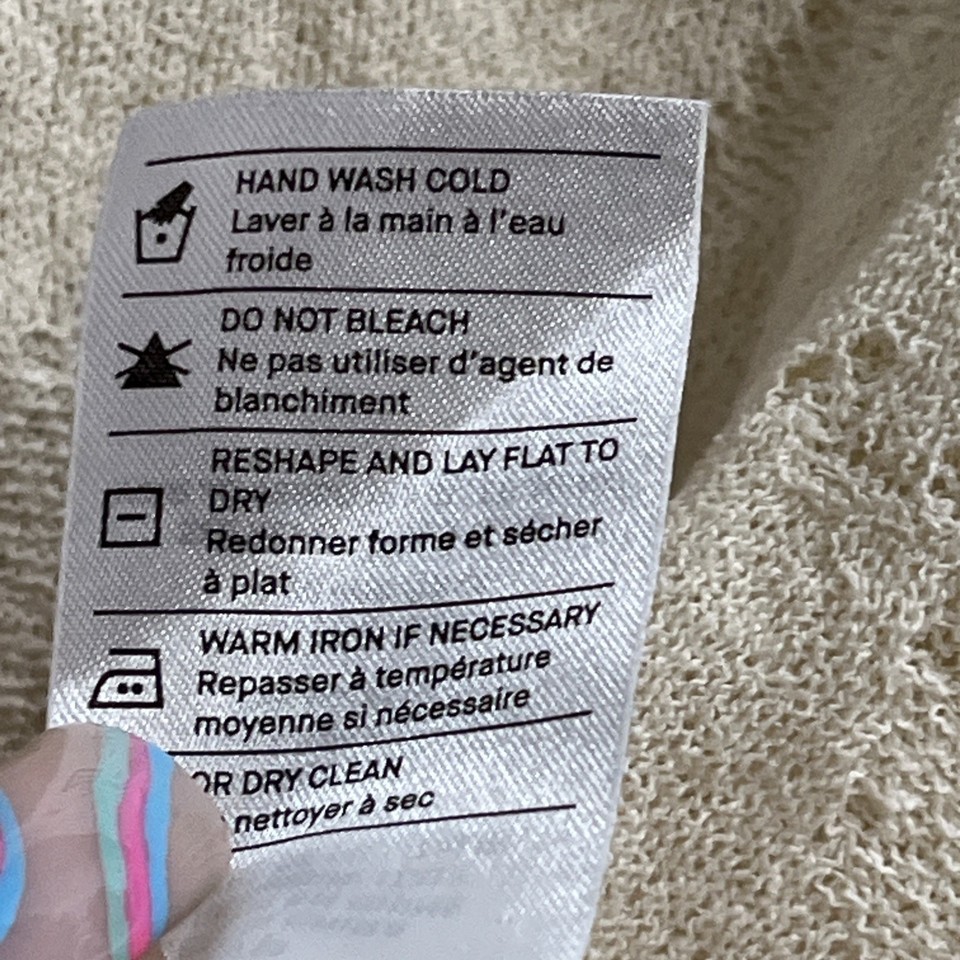 HAND WASH COLD
Laver à la main à l'eau
froide
DO NOT BLEACH
Ne pas utiliser d'agent de
blanchiment
RESHAPE AND LAY FLAT TO
DRY
Redonner forme et sécher
à plat
WARM IRON IF NECESSARY
Repasser à température
moyenne si nécessaire
OR DRY CLEAN
nettoyer à sec